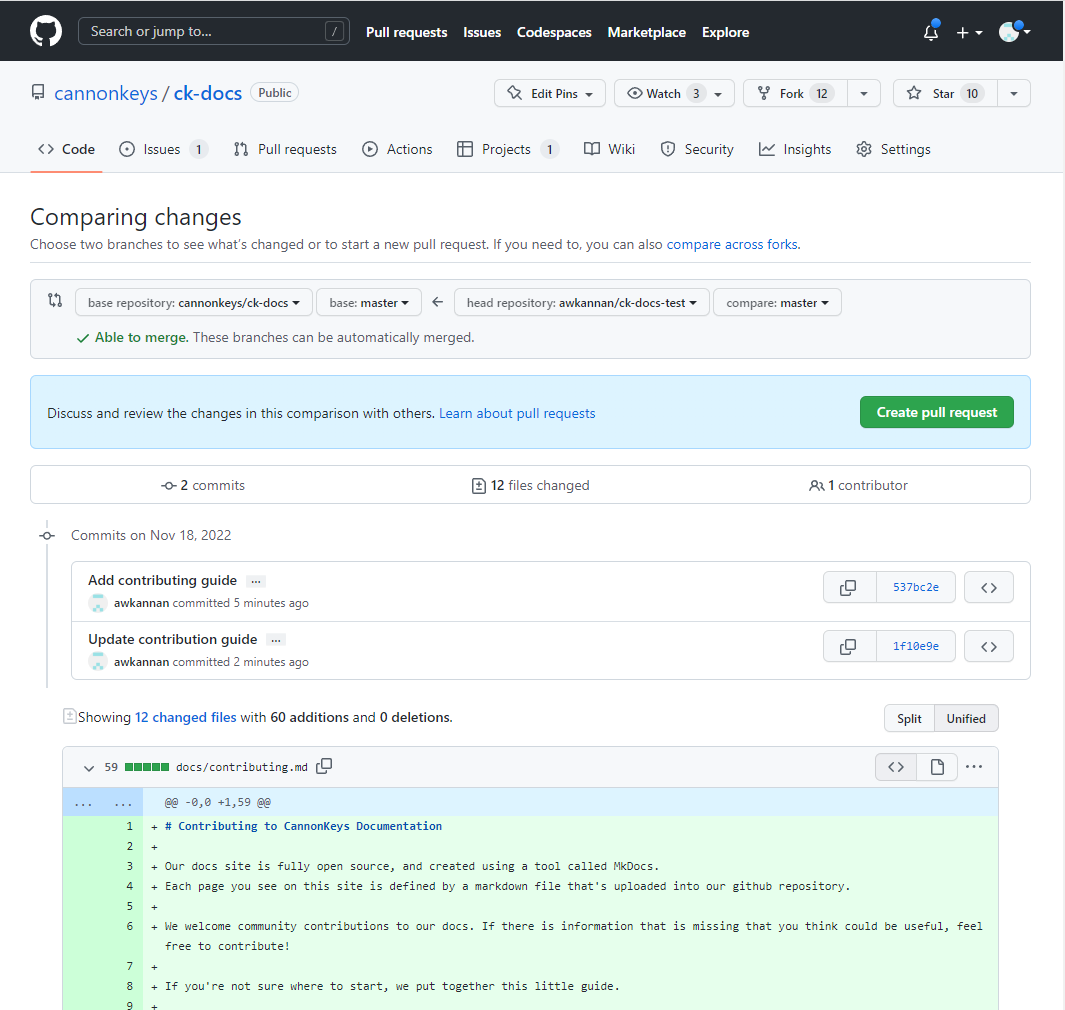 Search or jump to... / Pull requests Issues Codespaces Marketplace Explore
cannonkeys / ck-docs Public Edit Pins Watch 3 Fork 12 Star 10
Code Issues 1 Pull requests Actions Projects 1 Wiki Security Insights Settings
Comparing changes
Choose two branches to see what's changed or to start a new pull request. If you need to, you can also compare across forks.
base repository: cannonkeys/ck-docs base: master ← head repository: awkannan/ck-docs-test compare: master
Able to merge. These branches can be automatically merged.
Discuss and review the changes in this comparison with others. Learn about pull requests Create pull request
2 commits 12 files changed 1 contributor
Commits on Nov 18, 2022
Add contributing guide ...
awkannan committed 5 minutes ago 537bc2e
Update contribution guide ...
awkannan committed 2 minutes ago 1f10e9e
Showing 12 changed files with 60 additions and 0 deletions. Split Unified
59 docs/contributing.md
... ... @@ -0,0 +1,59 @@
1 + # Contributing to CannonKeys Documentation
2 +
3 + Our docs site is fully open source, and created using a tool called MkDocs.
4 + Each page you see on this site is defined by a markdown file that's uploaded into our github repository.
5 +
6 + We welcome community contributions to our docs. If there is information that is missing that you think could be useful, feel
free to contribute!
7 +
8 + If you're not sure where to start, we put together this little guide.
9 +